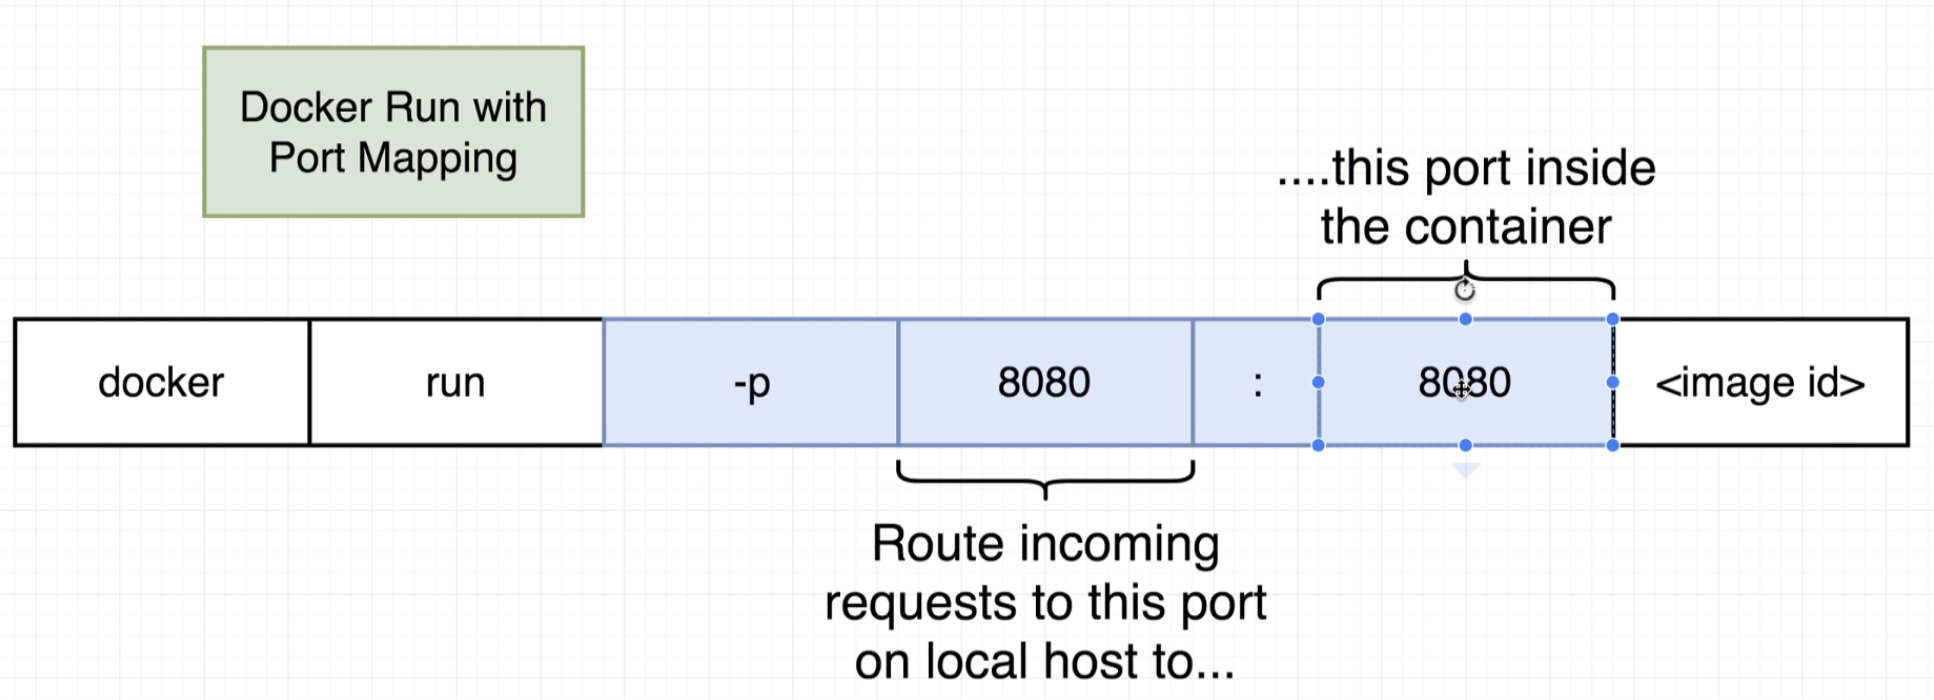 Docker Run with
Port Mapping
....this port inside
the container
docker run -p 8080 : 8080 <image id>
Route incoming
requests to this port
on local host to...